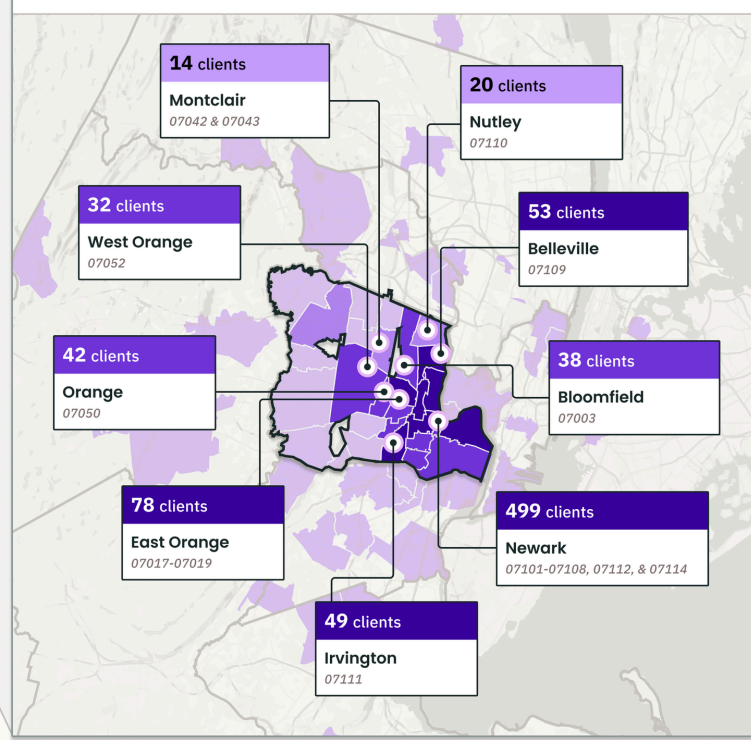 14 clients
Montclair
07042 & 07043
20 clients
Nutley
07110
32 clients
West Orange
07052
53 clients
Belleville
07109
42 clients
Orange
07050
38 clients
Bloomfield
07003
78 clients
East Orange
07017-07019
499 clients
Newark
07101-07108, 07112, & 07114
49 clients
Irvington
07111